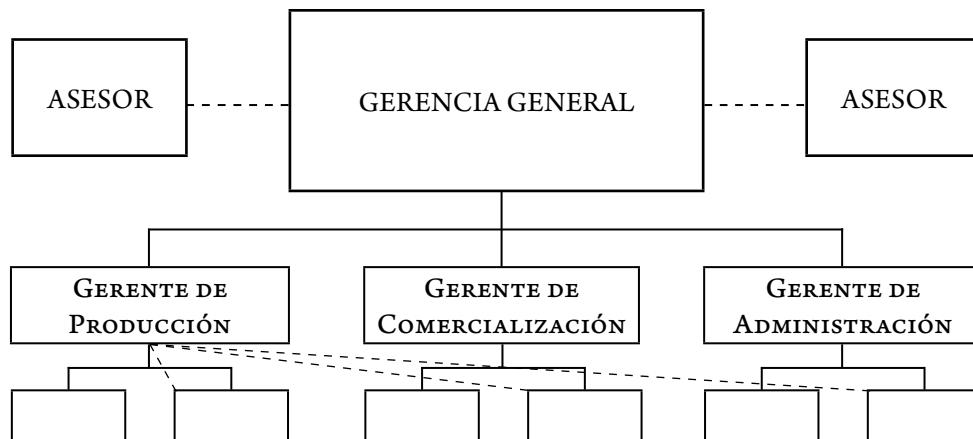 ASESOR
GERENCIA GENERAL
ASESOR
Gerente de
Producción
Gerente de
Comercialización
Gerente de
Administración